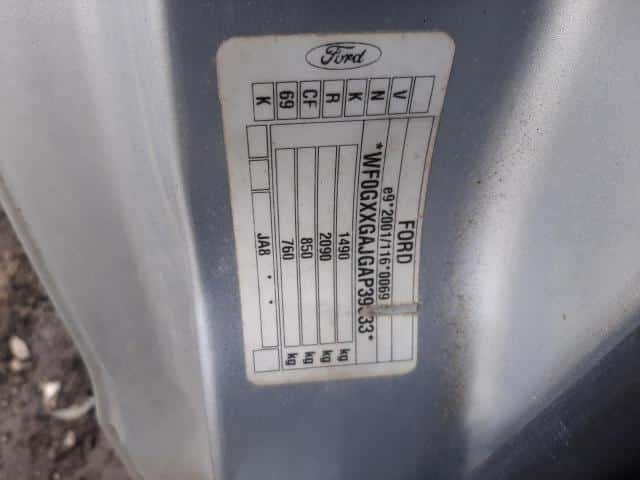 Ford
FORD
e9*2001/116*0069
V
N
K 1490 kg
R 2090 kg
CF 850 kg
69 760 kg
K JA8 . .